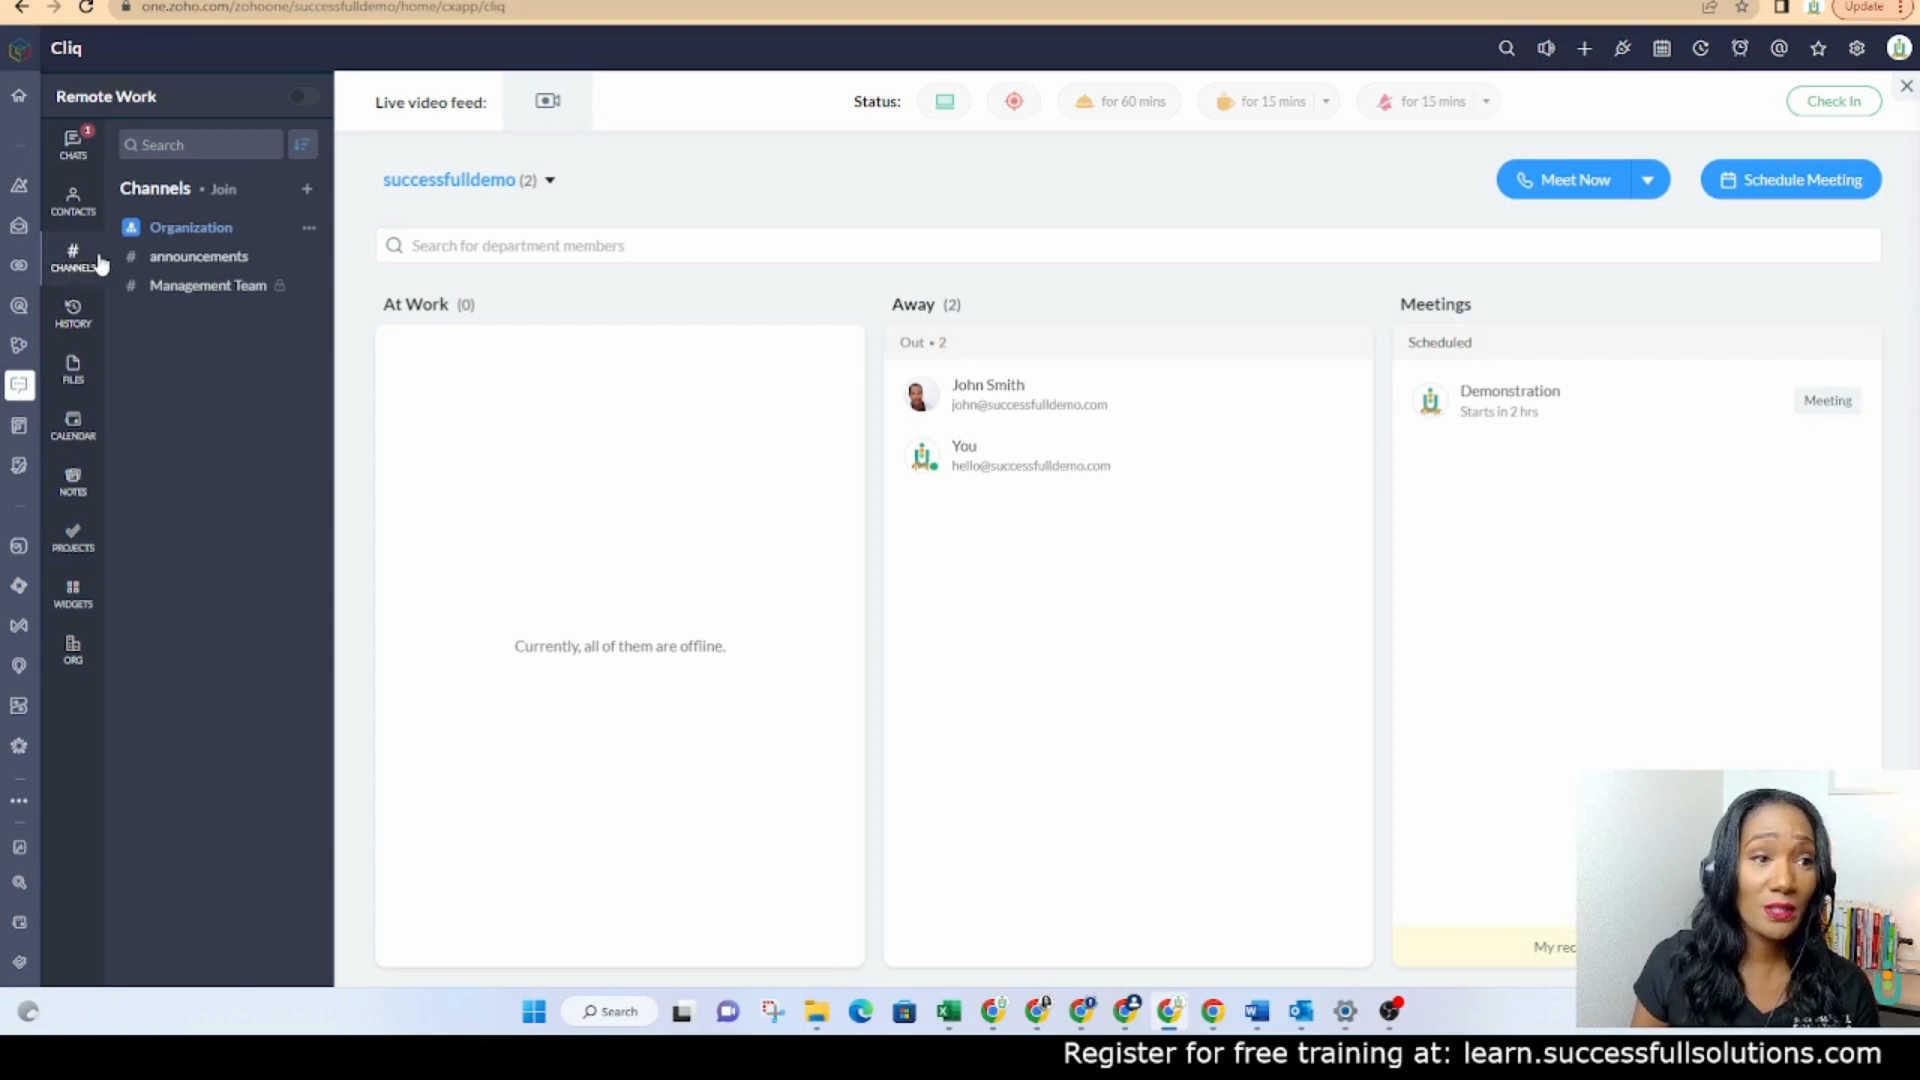 one.zoho.com/zohoone/successfulldemo/home/cxapp/cliq
Update
Cliq
Remote Work
CHATS
1
CONTACTS
CHANNELS
HISTORY
FILES
CALENDAR
NOTES
PROJECTS
WIDGETS
ORG
Search
Channels • Join
Organization
# announcements
# Management Team
Live video feed:
Status:
for 60 mins
for 15 mins
for 15 mins
Check In
successfulldemo (2)
Meet Now
Schedule Meeting
Search for department members
At Work (0)
Currently, all of them are offline.
Away (2)
Out • 2
John Smith
john@successfulldemo.com
You
hello@successfulldemo.com
Meetings
Scheduled
Demonstration
Starts in 2 hrs
Meeting
My rec
Search
Register for free training at: learn.successfullsolutions.com